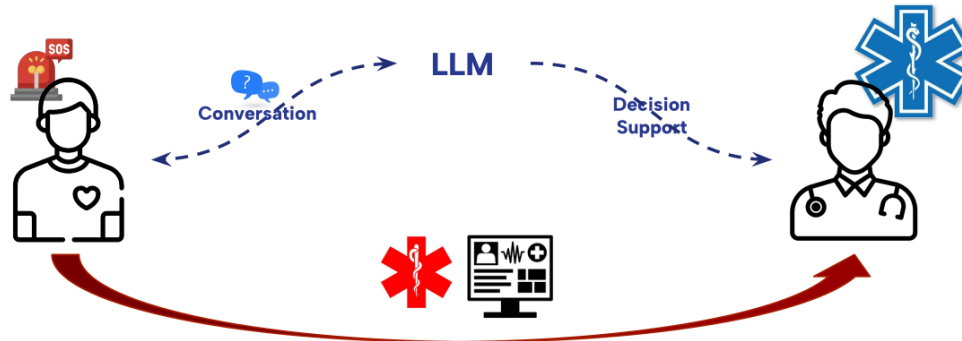 SOS
LLM
Conversation
Decision
Support
?
...